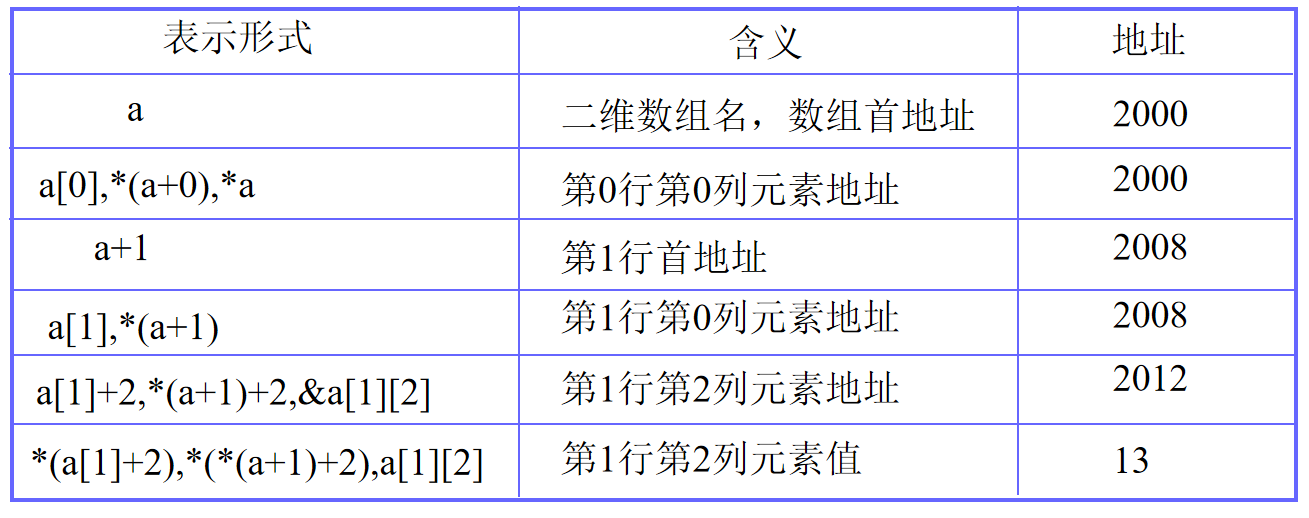 表示形式 含义 地址
a 二维数组名，数组首地址 2000
a[0],*(a+0),*a 第0行第0列元素地址 2000
a+1 第1行首地址 2008
a[1],*(a+1) 第1行第0列元素地址 2008
a[1]+2,*(a+1)+2,&a[1][2] 第1行第2列元素地址 2012
*(a[1]+2),*(*(a+1)+2),a[1][2] 第1行第2列元素值 13